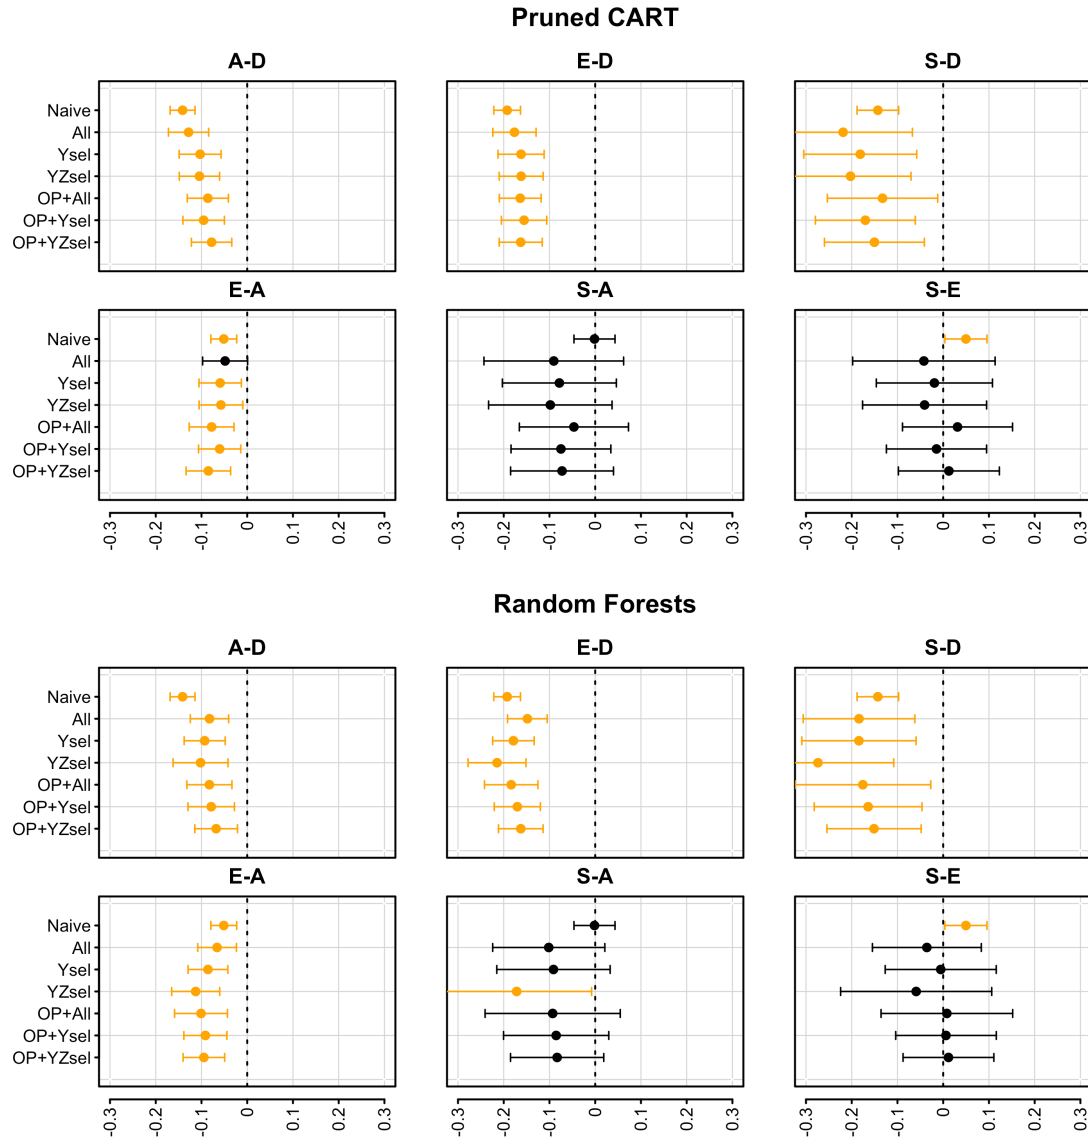 Pruned CART
A-D
E-D
S-D
Naive
All
Ysel
YZsel
OP+All
OP+Ysel
OP+YZsel
E-A
S-A
S-E
Naive
All
Ysel
YZsel
OP+All
OP+Ysel
OP+YZsel
-0.3 -0.2 -0.1 0 0.1 0.2 0.3
-0.3 -0.2 -0.1 0 0.1 0.2 0.3
-0.3 -0.2 -0.1 0 0.1 0.2 0.3
Random Forests
A-D
E-D
S-D
Naive
All
Ysel
YZsel
OP+All
OP+Ysel
OP+YZsel
E-A
S-A
S-E
Naive
All
Ysel
YZsel
OP+All
OP+Ysel
OP+YZsel
-0.3 -0.2 -0.1 0 0.1 0.2 0.3
-0.3 -0.2 -0.1 0 0.1 0.2 0.3
-0.3 -0.2 -0.1 0 0.1 0.2 0.3